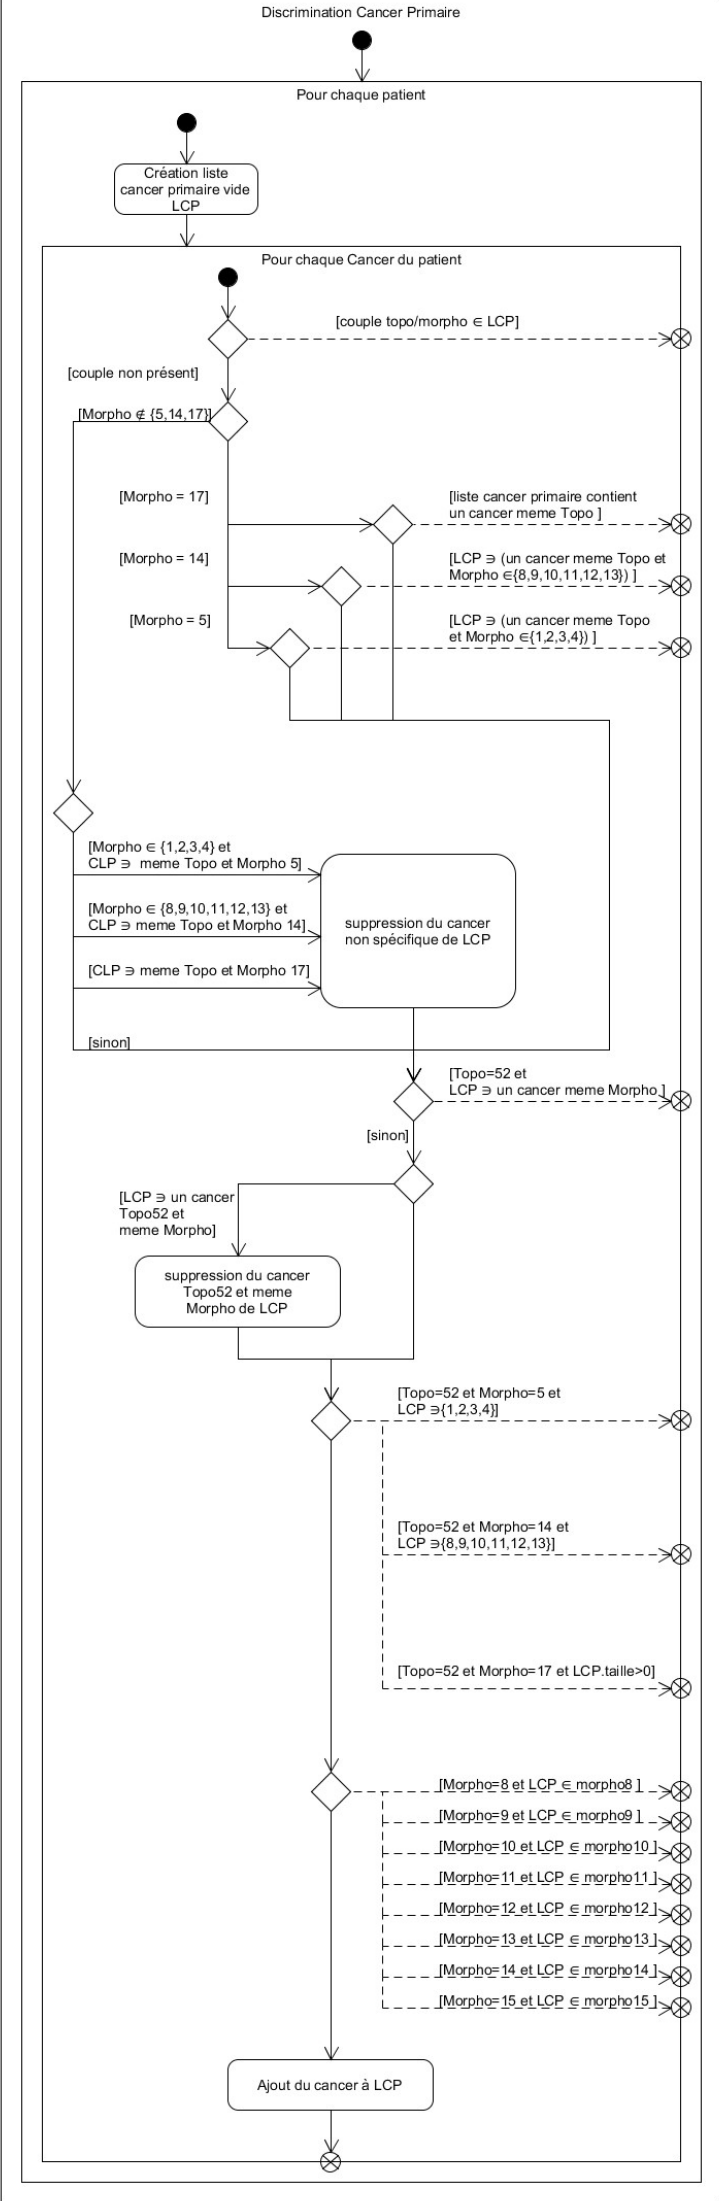 Discrimination Cancer Primaire
Pour chaque patient
Création liste
cancer primaire vide
LCP
Pour chaque Cancer du patient
[couple topo/morpho ∈ LCP]
[couple non présent]
[Morpho ∉ {5,14,17}]
[Morpho = 17]
[liste cancer primaire contient
un cancer meme Topo ]
[Morpho = 14]
[LCP ∋ (un cancer meme Topo et
Morpho ∈{8,9,10,11,12,13}) ]
[Morpho = 5]
[LCP ∋ (un cancer meme Topo
et Morpho ∈{1,2,3,4}) ]
[Morpho ∈ {1,2,3,4} et
CLP ∋ meme Topo et Morpho 5]
[Morpho ∈ {8,9,10,11,12,13} et
CLP ∋ meme Topo et Morpho 14]
[CLP ∋ meme Topo et Morpho 17]
suppression du cancer
non spécifique de LCP
[sinon]
[Topo=52 et
LCP ∋ un cancer meme Morpho ]
[sinon]
[LCP ∋ un cancer
Topo52 et
meme Morpho]
suppression du cancer
Topo52 et meme
Morpho de LCP
[Topo=52 et Morpho=5 et
LCP ∋{1,2,3,4}]
[Topo=52 et Morpho=14 et
LCP ∋{8,9,10,11,12,13}]
[Topo=52 et Morpho=17 et LCP.taille>0]
[Morpho=8 et LCP ∈ morpho8 ]
[Morpho=9 et LCP ∈ morpho9 ]
[Morpho=10 et LCP ∈ morpho10 ]
[Morpho=11 et LCP ∈ morpho11 ]
[Morpho=12 et LCP ∈ morpho12 ]
[Morpho=13 et LCP ∈ morpho13 ]
[Morpho=14 et LCP ∈ morpho14 ]
[Morpho=15 et LCP ∈ morpho15 ]
Ajout du cancer à LCP